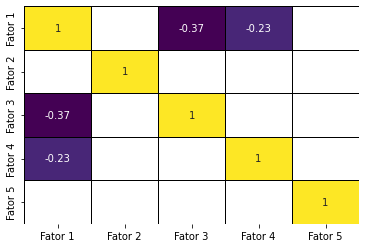 Fator 1 1 -0.37 -0.23
Fator 2 1
Fator 3 -0.37 1
Fator 4 -0.23 1
Fator 5 1
Fator 1 Fator 2 Fator 3 Fator 4 Fator 5